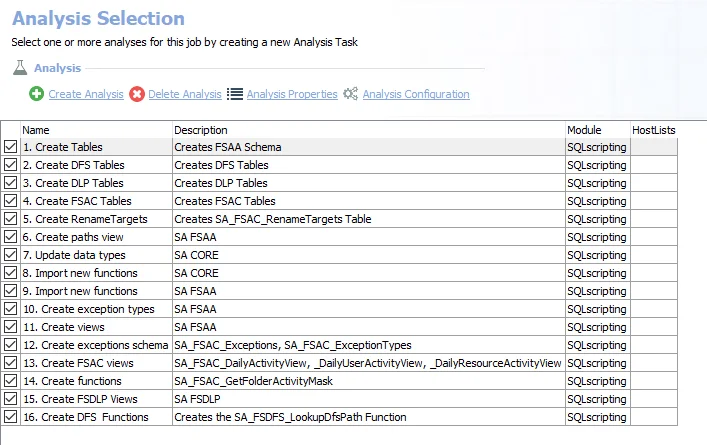 Analysis Selection
Select one or more analyses for this job by creating a new Analysis Task
Analysis
Create Analysis Delete Analysis Analysis Properties Analysis Configuration
Name Description Module HostLists
1. Create Tables Creates FSAA Schema SQLscripting
2. Create DFS Tables Creates DFS Tables SQLscripting
3. Create DLP Tables Creates DLP Tables SQLscripting
4. Create FSAC Tables Creates FSAC Tables SQLscripting
5. Create RenameTargets Creates SA_FSAC_RenameTargets Table SQLscripting
6. Create paths view SA FSAA SQLscripting
7. Update data types SA CORE SQLscripting
8. Import new functions SA CORE SQLscripting
9. Import new functions SA FSAA SQLscripting
10. Create exception types SA FSAA SQLscripting
11. Create views SA FSAA SQLscripting
12. Create exceptions schema SA_FSAC_Exceptions, SA_FSAC_ExceptionTypes SQLscripting
13. Create FSAC views SA_FSAC_DailyActivityView, _DailyUserActivityView, _DailyResourceActivityView SQLscripting
14. Create functions SA_FSAC_GetFolderActivityMask SQLscripting
15. Create FSDLP Views SA FSDLP SQLscripting
16. Create DFS  Functions Creates the SA_FSDFS_LookupDfsPath Function SQLscripting